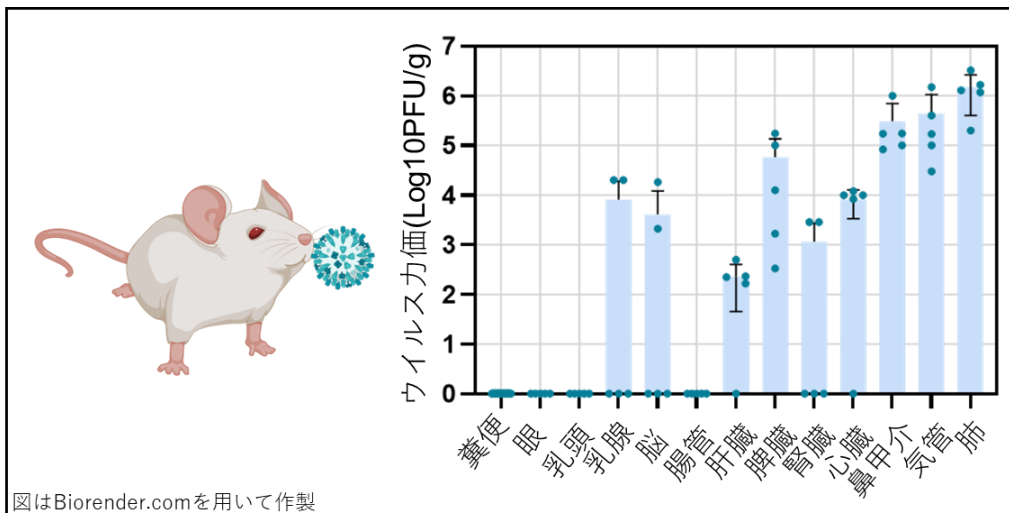 ウイルス力価(Log10PFU/g)
7
6
5
4
3
2
1
0
糞便
眼
乳頭
乳腺
脳
腸管
肝臓
脾臓
腎臓
心臓
鼻甲介
気管
肺
図はBiorender.comを用いて作製